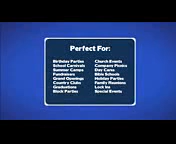 Perfect For:
Birthday Parties
School Carnivals
Summer Camps
Fundraisers
Grand Openings
Country Clubs
Graduations
Block Parties
Church Events
Company Picnics
Day Cares
Bible Schools
Holiday Parties
Family Reunions
Lock Ins
Special Events